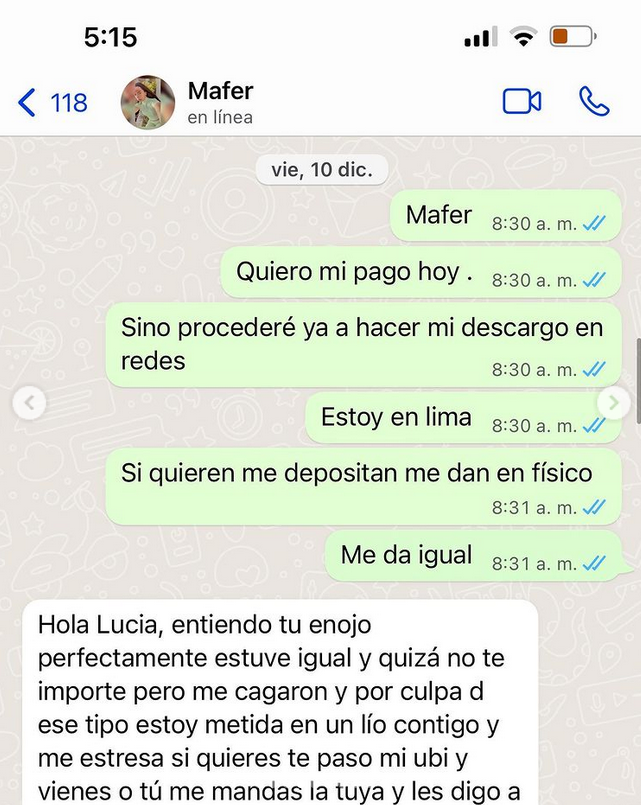 5:15
118
Mafer
en línea
vie, 10 dic.
Mafer 8:30 a. m.
Quiero mi pago hoy . 8:30 a. m.
Sino procederé ya a hacer mi descargo en
redes 8:30 a. m.
Estoy en lima 8:30 a. m.
Si quieren me depositan me dan en físico
8:31 a. m.
Me da igual 8:31 a. m.
Hola Lucia, entiendo tu enojo
perfectamente estuve igual y quizá no te
importe pero me cagaron y por culpa d
ese tipo estoy metida en un lío contigo y
me estresa si quieres te paso mi ubi y
vienes o tú me mandas la tuya y les digo a